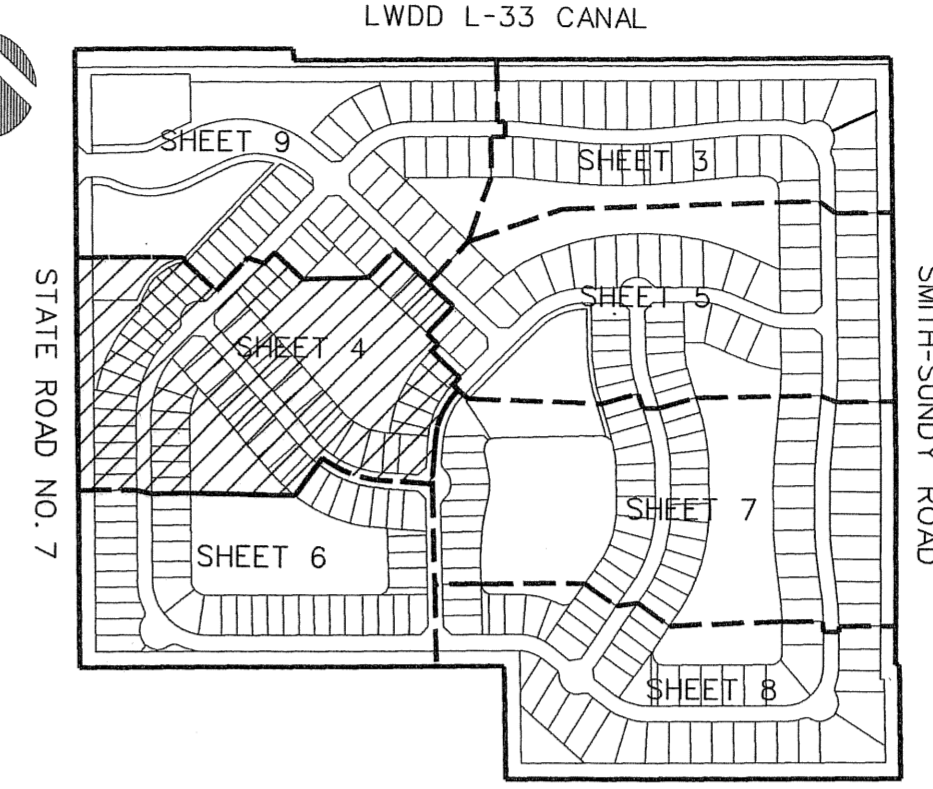 LWDD L-33 CANAL
SHEET 9
SHEET 3
STATE ROAD NO. 7
SHEET 5
SMITH-SUNDY ROAD
SHEET 4
SHEET 7
SHEET 6
SHEET 8